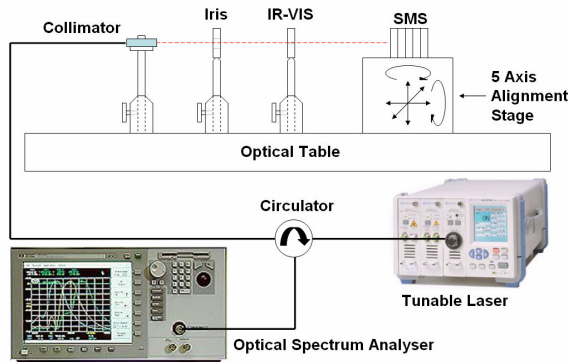 Iris
IR-VIS
SMS
Collimator
5 Axis
Alignment
Stage
Optical Table
Circulator
Tunable Laser
Optical Spectrum Analyser